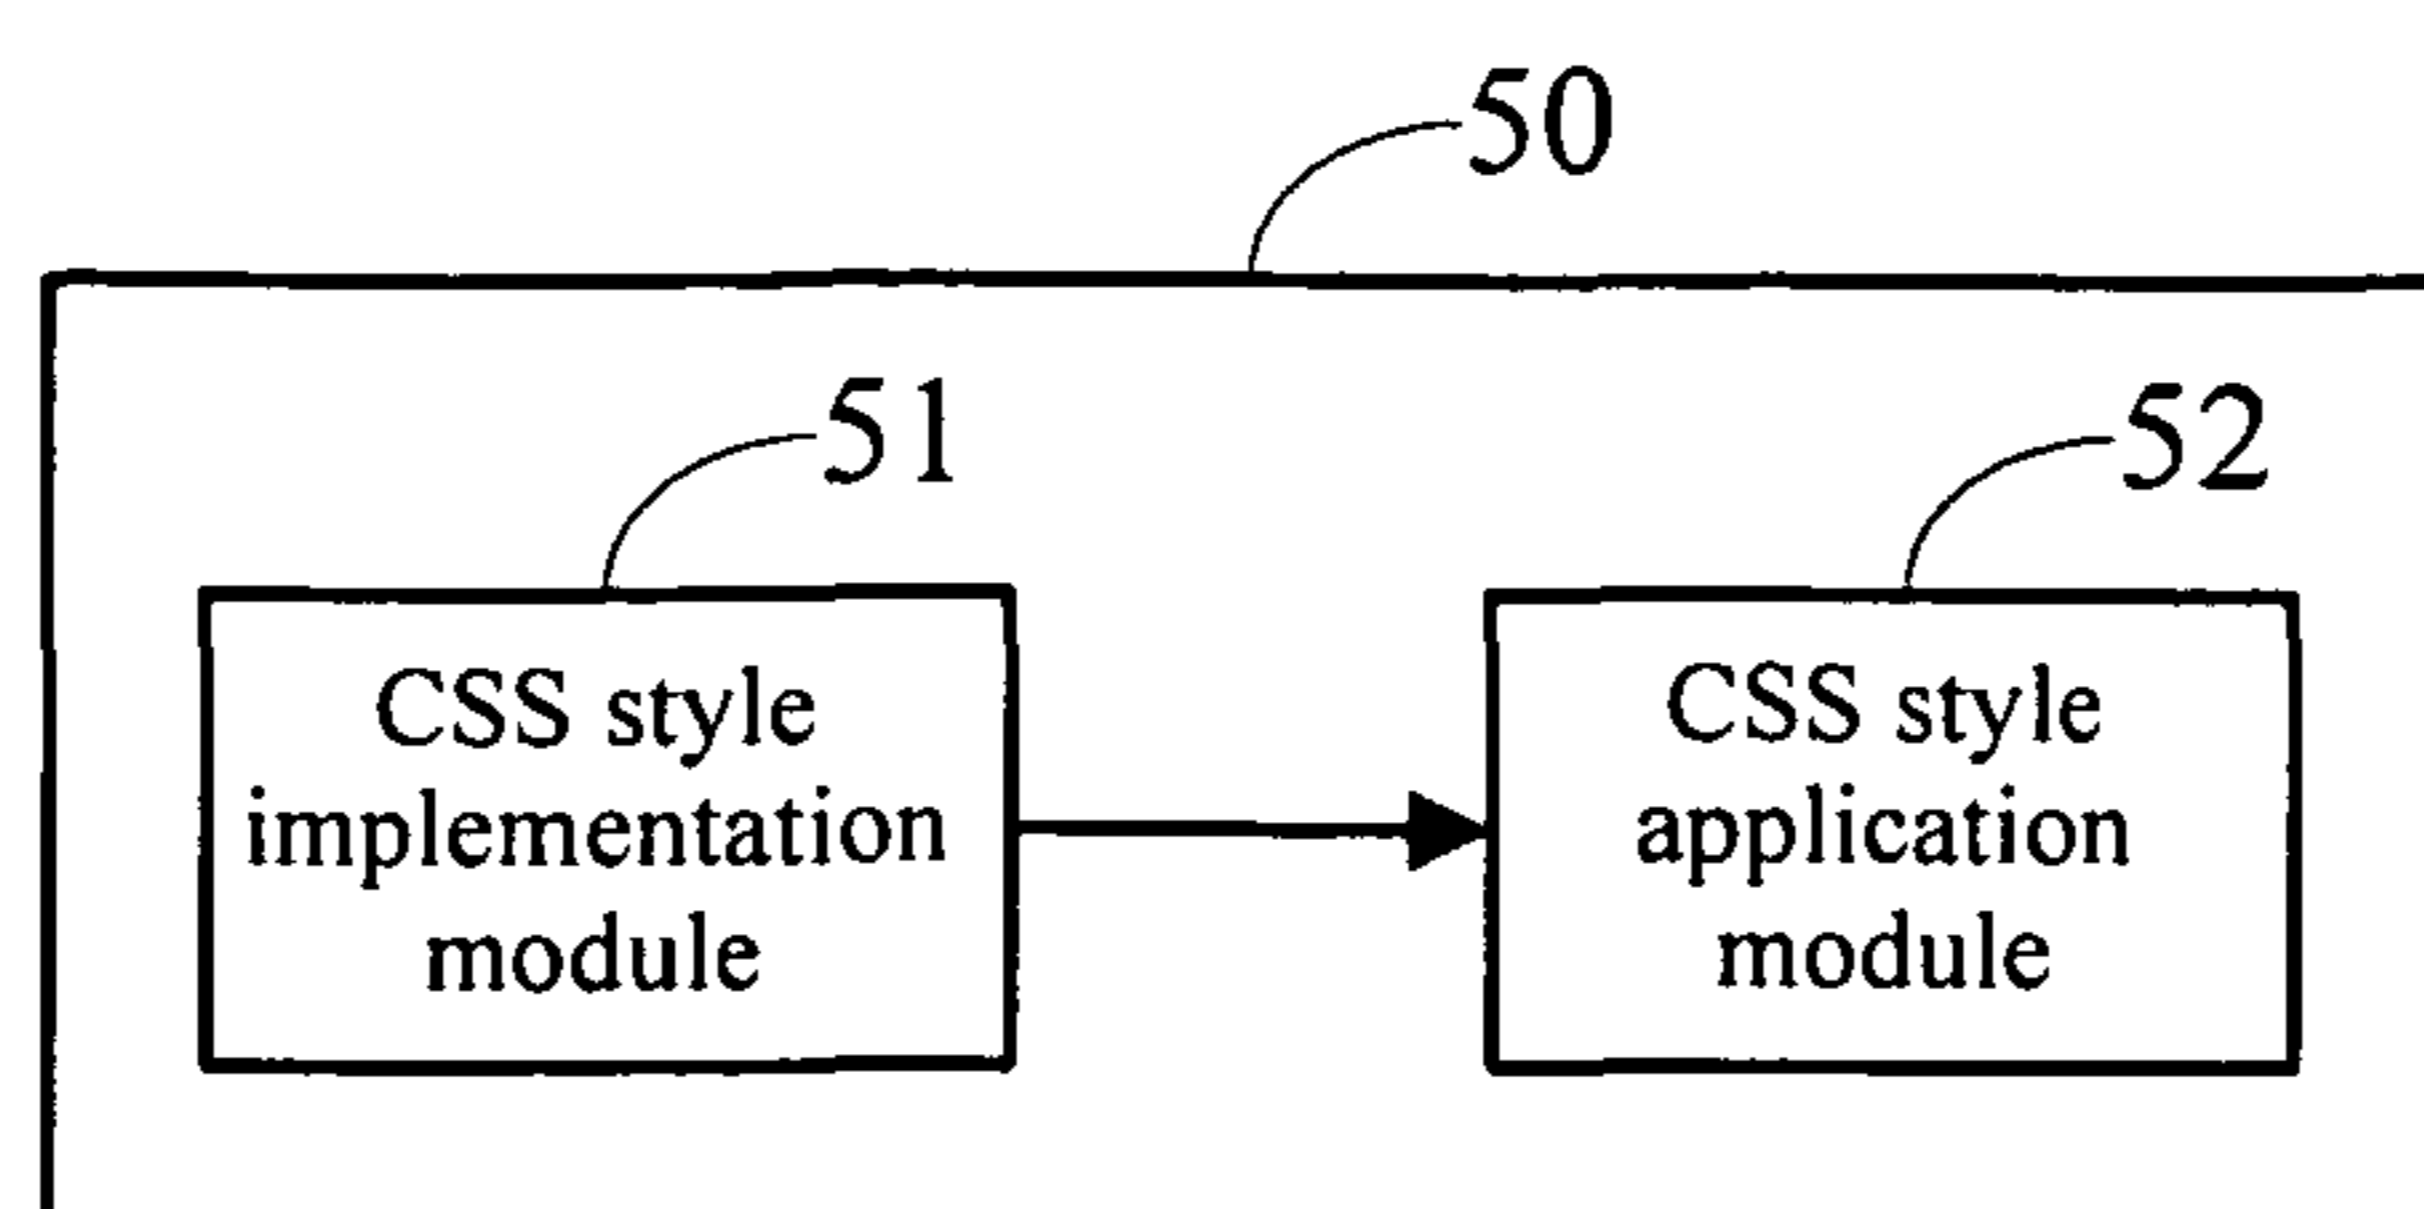 50
51
52
CSS style
implementation
module
CSS style
application
module